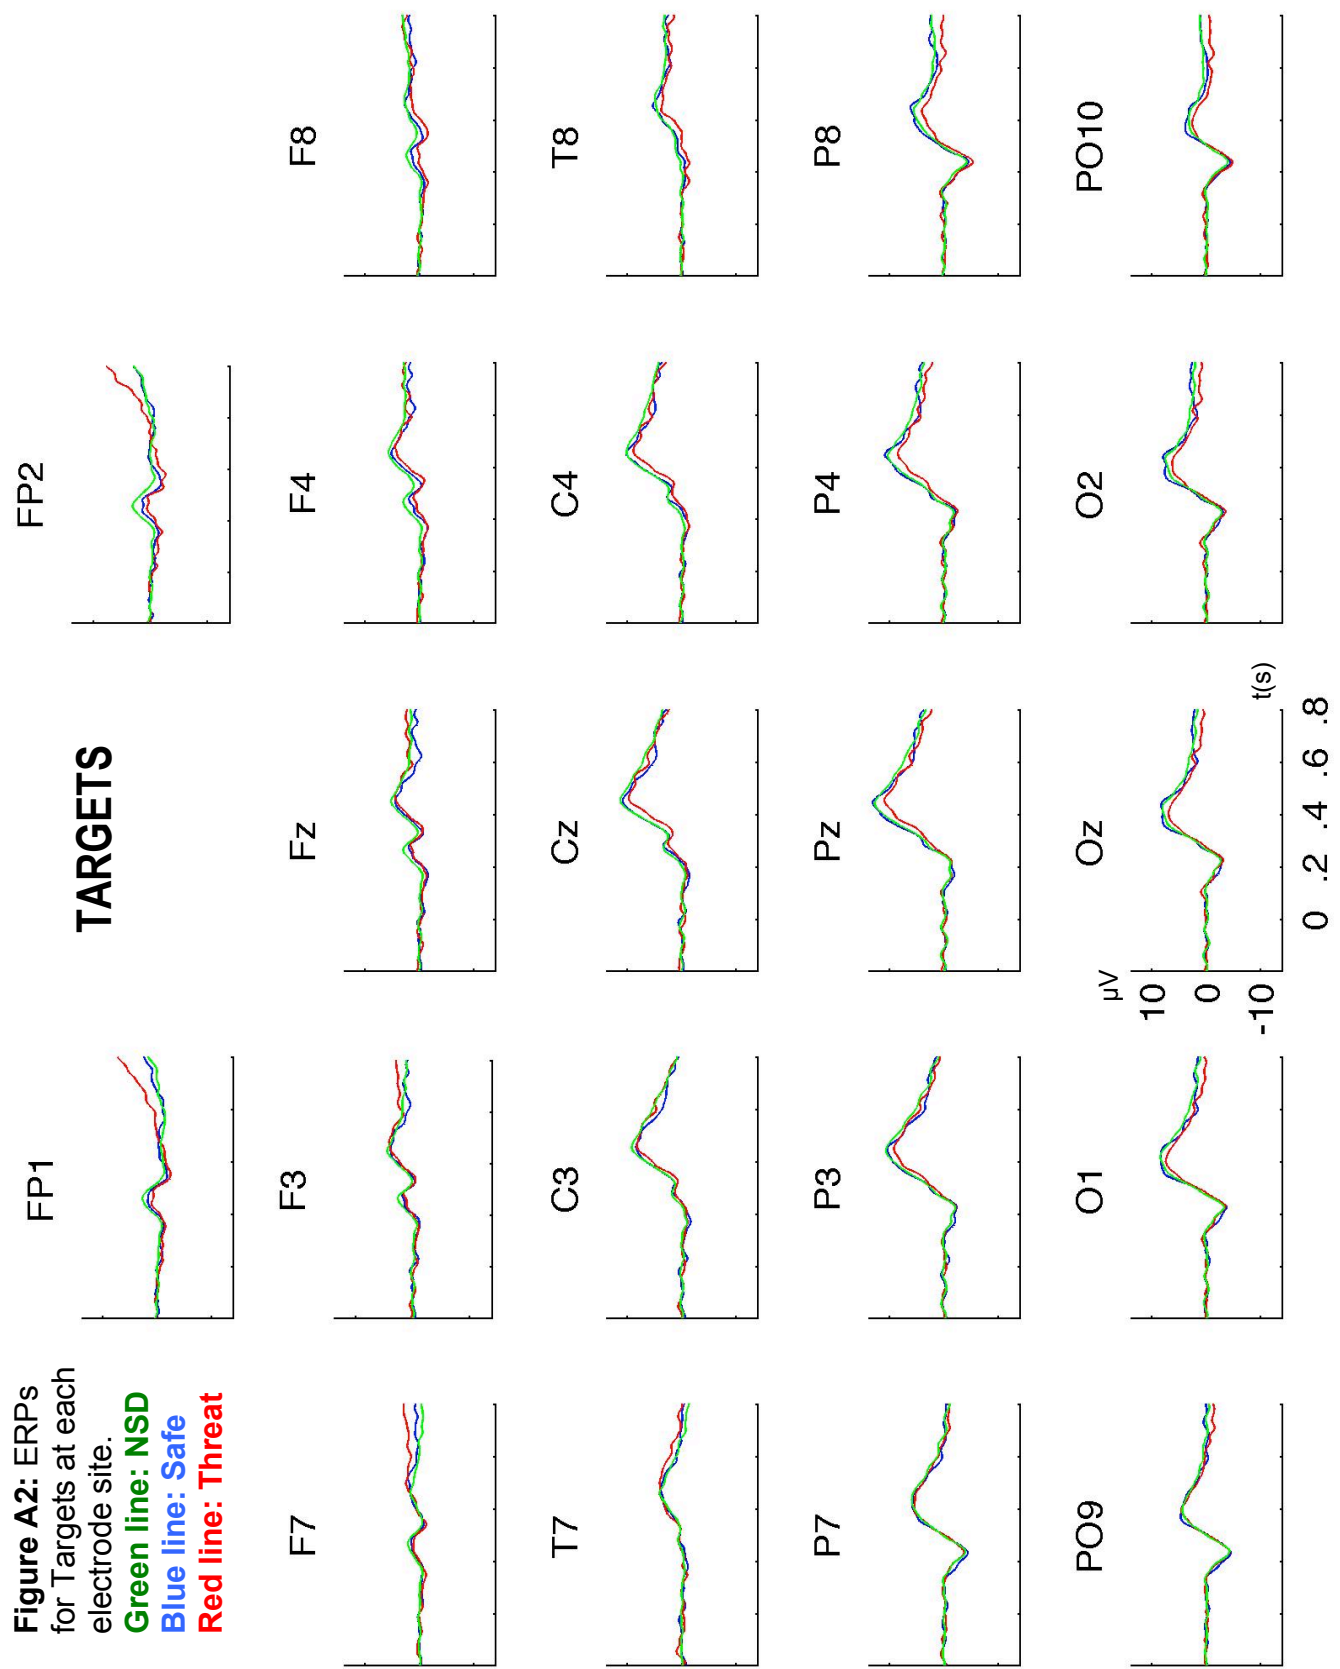 Figure A2: ERPs
for Targets at each
electrode site.
Green line: NSD
Blue line: Safe
Red line: Threat
TARGETS
FP1
FP2
F7
F3
Fz
F4
F8
T7
C3
Cz
C4
T8
P7
P3
Pz
P4
P8
PO9
O1
Oz
O2
PO10
µV
10
0
-10
t(s)
0 .2 .4 .6 .8